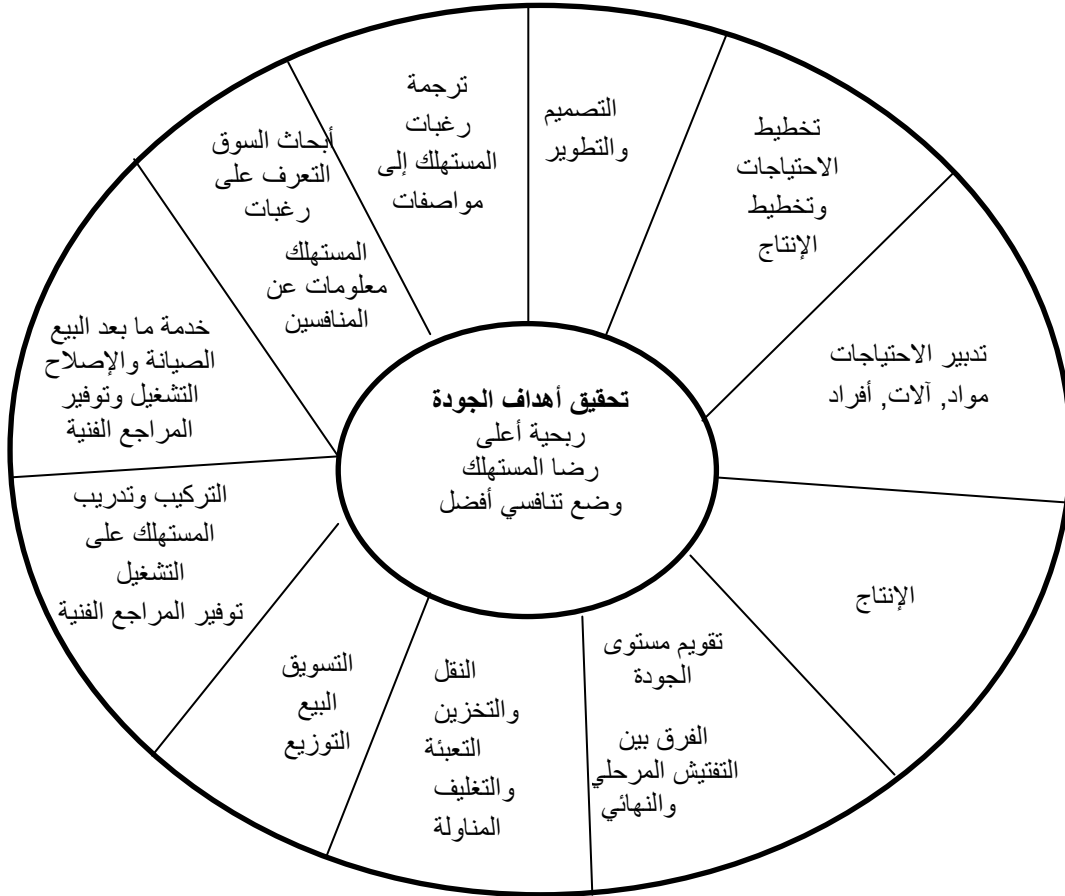 ترجمة
رغبات
المستهلك إلى
مواصفات
التصميم
والتطوير
تخطيط
الاحتياجات
وتخطيط
الإنتاج
تدبير الاحتياجات
مواد, آلات, أفراد
الإنتاج
تقويم مستوى
الجودة
الفرق بين
التفتيش المرحلي
والنهائي
النقل
والتخزين
التعبئة
والتغليف
المناولة
التسويق
البيع
التوزيع
التركيب وتدريب
المستهلك على
التشغيل
توفير المراجع الفنية
خدمة ما بعد البيع
الصيانة والإصلاح
التشغيل وتوفير
المراجع الفنية
أبحاث السوق
التعرف على
رغبات
المستهلك
معلومات عن
المنافسين
تحقيق أهداف الجودة
ربحية أعلى
رضا المستهلك
وضع تنافسي أفضل